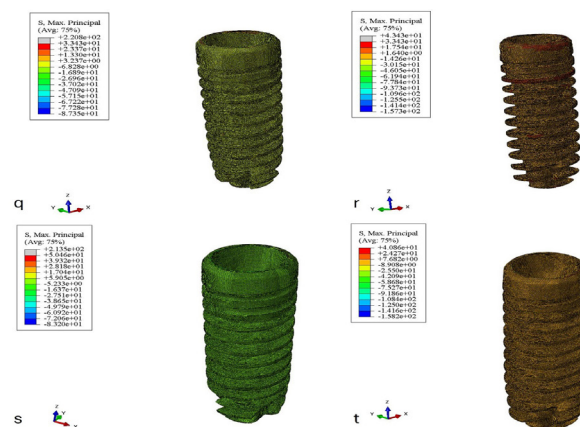 S, Max. Principal
(Avg: 75%)
+2.208e+02
+3.343e+01
+2.337e+01
+1.330e+01
+3.237e+00
-6.828e+00
-1.689e+01
-2.696e+01
-3.702e+01
-4.709e+01
-5.715e+01
-6.722e+01
-7.728e+01
-8.735e+01
Z
Y
X
q
S, Max. Principal
(Avg: 75%)
+4.343e+01
+3.343e+01
+1.754e+01
+1.640e+00
-1.426e+01
-3.015e+01
-4.605e+01
-6.194e+01
-7.784e+01
-9.373e+01
-1.096e+02
-1.255e+02
-1.414e+02
-1.573e+02
Z
Y
X
r
S, Max. Principal
(Avg: 75%)
+2.135e+02
+5.046e+01
+3.932e+01
+2.818e+01
+1.704e+01
+5.905e+00
-5.233e+00
-1.637e+01
-2.751e+01
-3.865e+01
-4.979e+01
-6.092e+01
-7.206e+01
-8.320e+01
Z
Y
X
s
S, Max. Principal
(Avg: 75%)
+4.086e+01
+2.427e+01
+7.682e+00
-8.908e+00
-2.550e+01
-4.209e+01
-5.868e+01
-7.527e+01
-9.186e+01
-1.084e+02
-1.250e+02
-1.416e+02
-1.582e+02
Z
Y
X
t